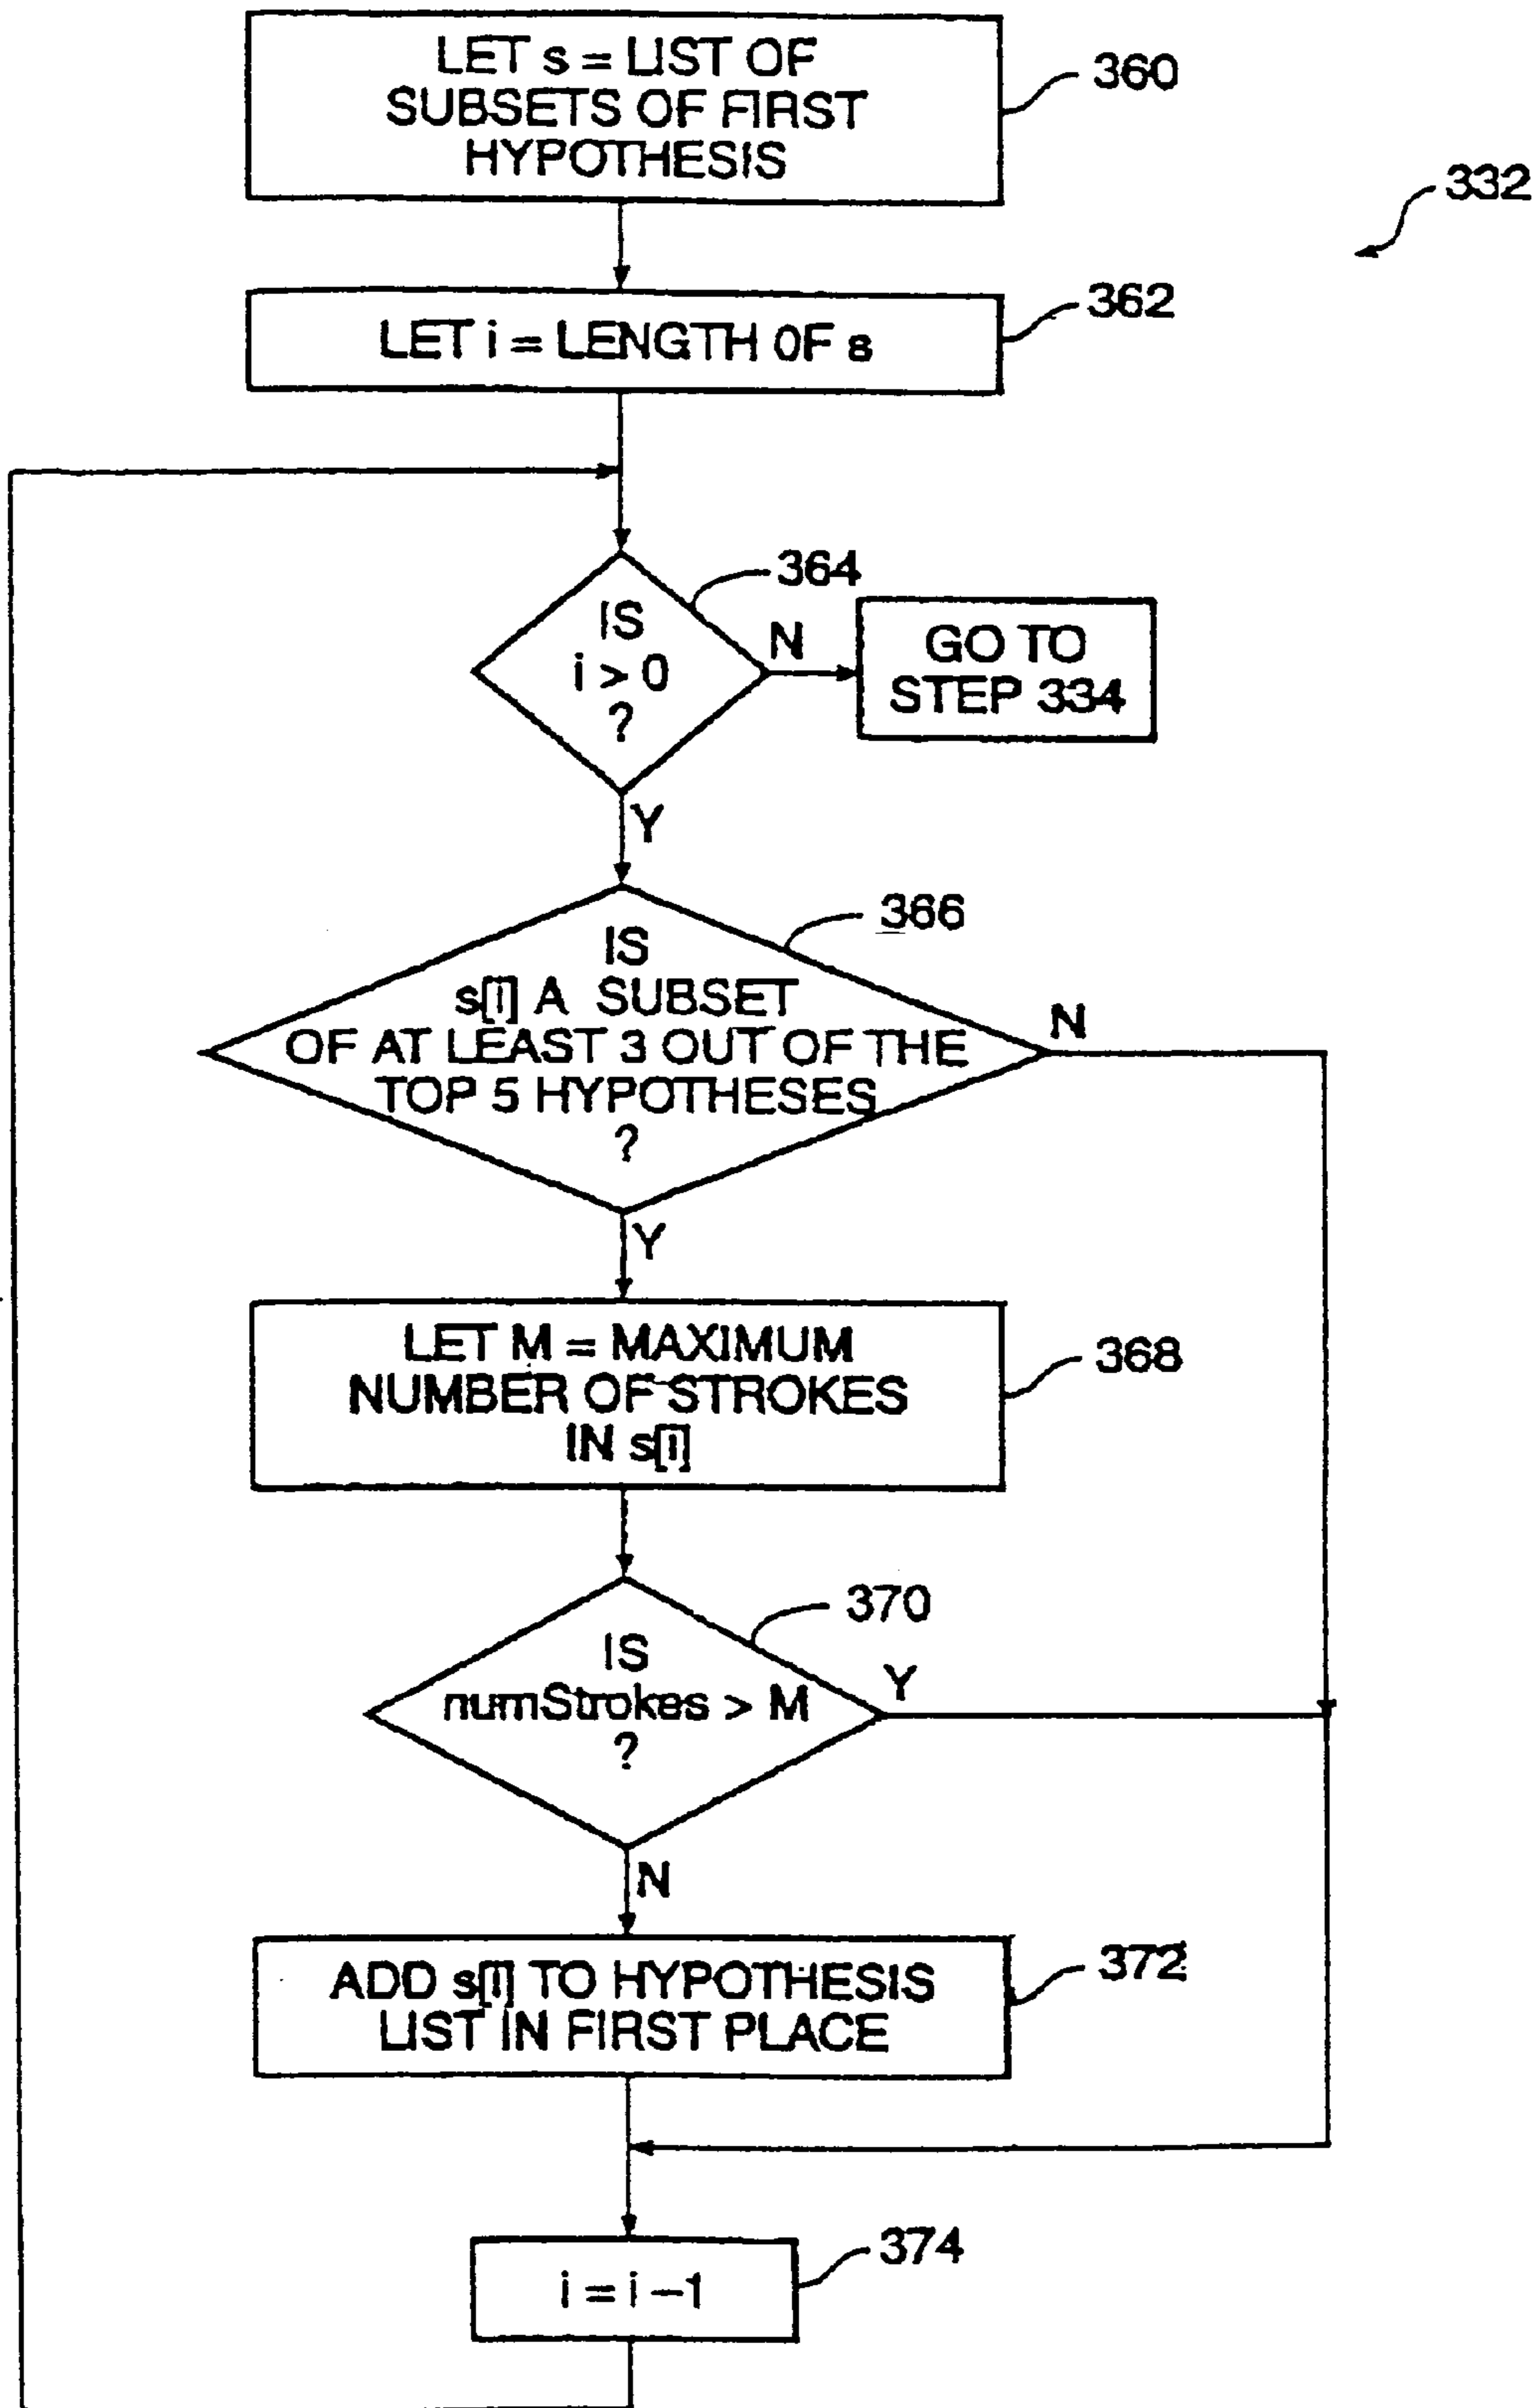 LET s = LIST OF
SUBSETS OF FIRST
HYPOTHESIS
360
332
LET i = LENGTH OF s
362
364
IS
i > 0
?
N
GO TO
STEP 334
Y
366
IS
s[i] A SUBSET
OF AT LEAST 3 OUT OF THE
TOP 5 HYPOTHESES
?
N
Y
LET M = MAXIMUM
NUMBER OF STROKES
IN s[i]
368
370
IS
numStrokes > M
?
Y
N
ADD s[i] TO HYPOTHESIS
LIST IN FIRST PLACE
372
374
i = i – 1